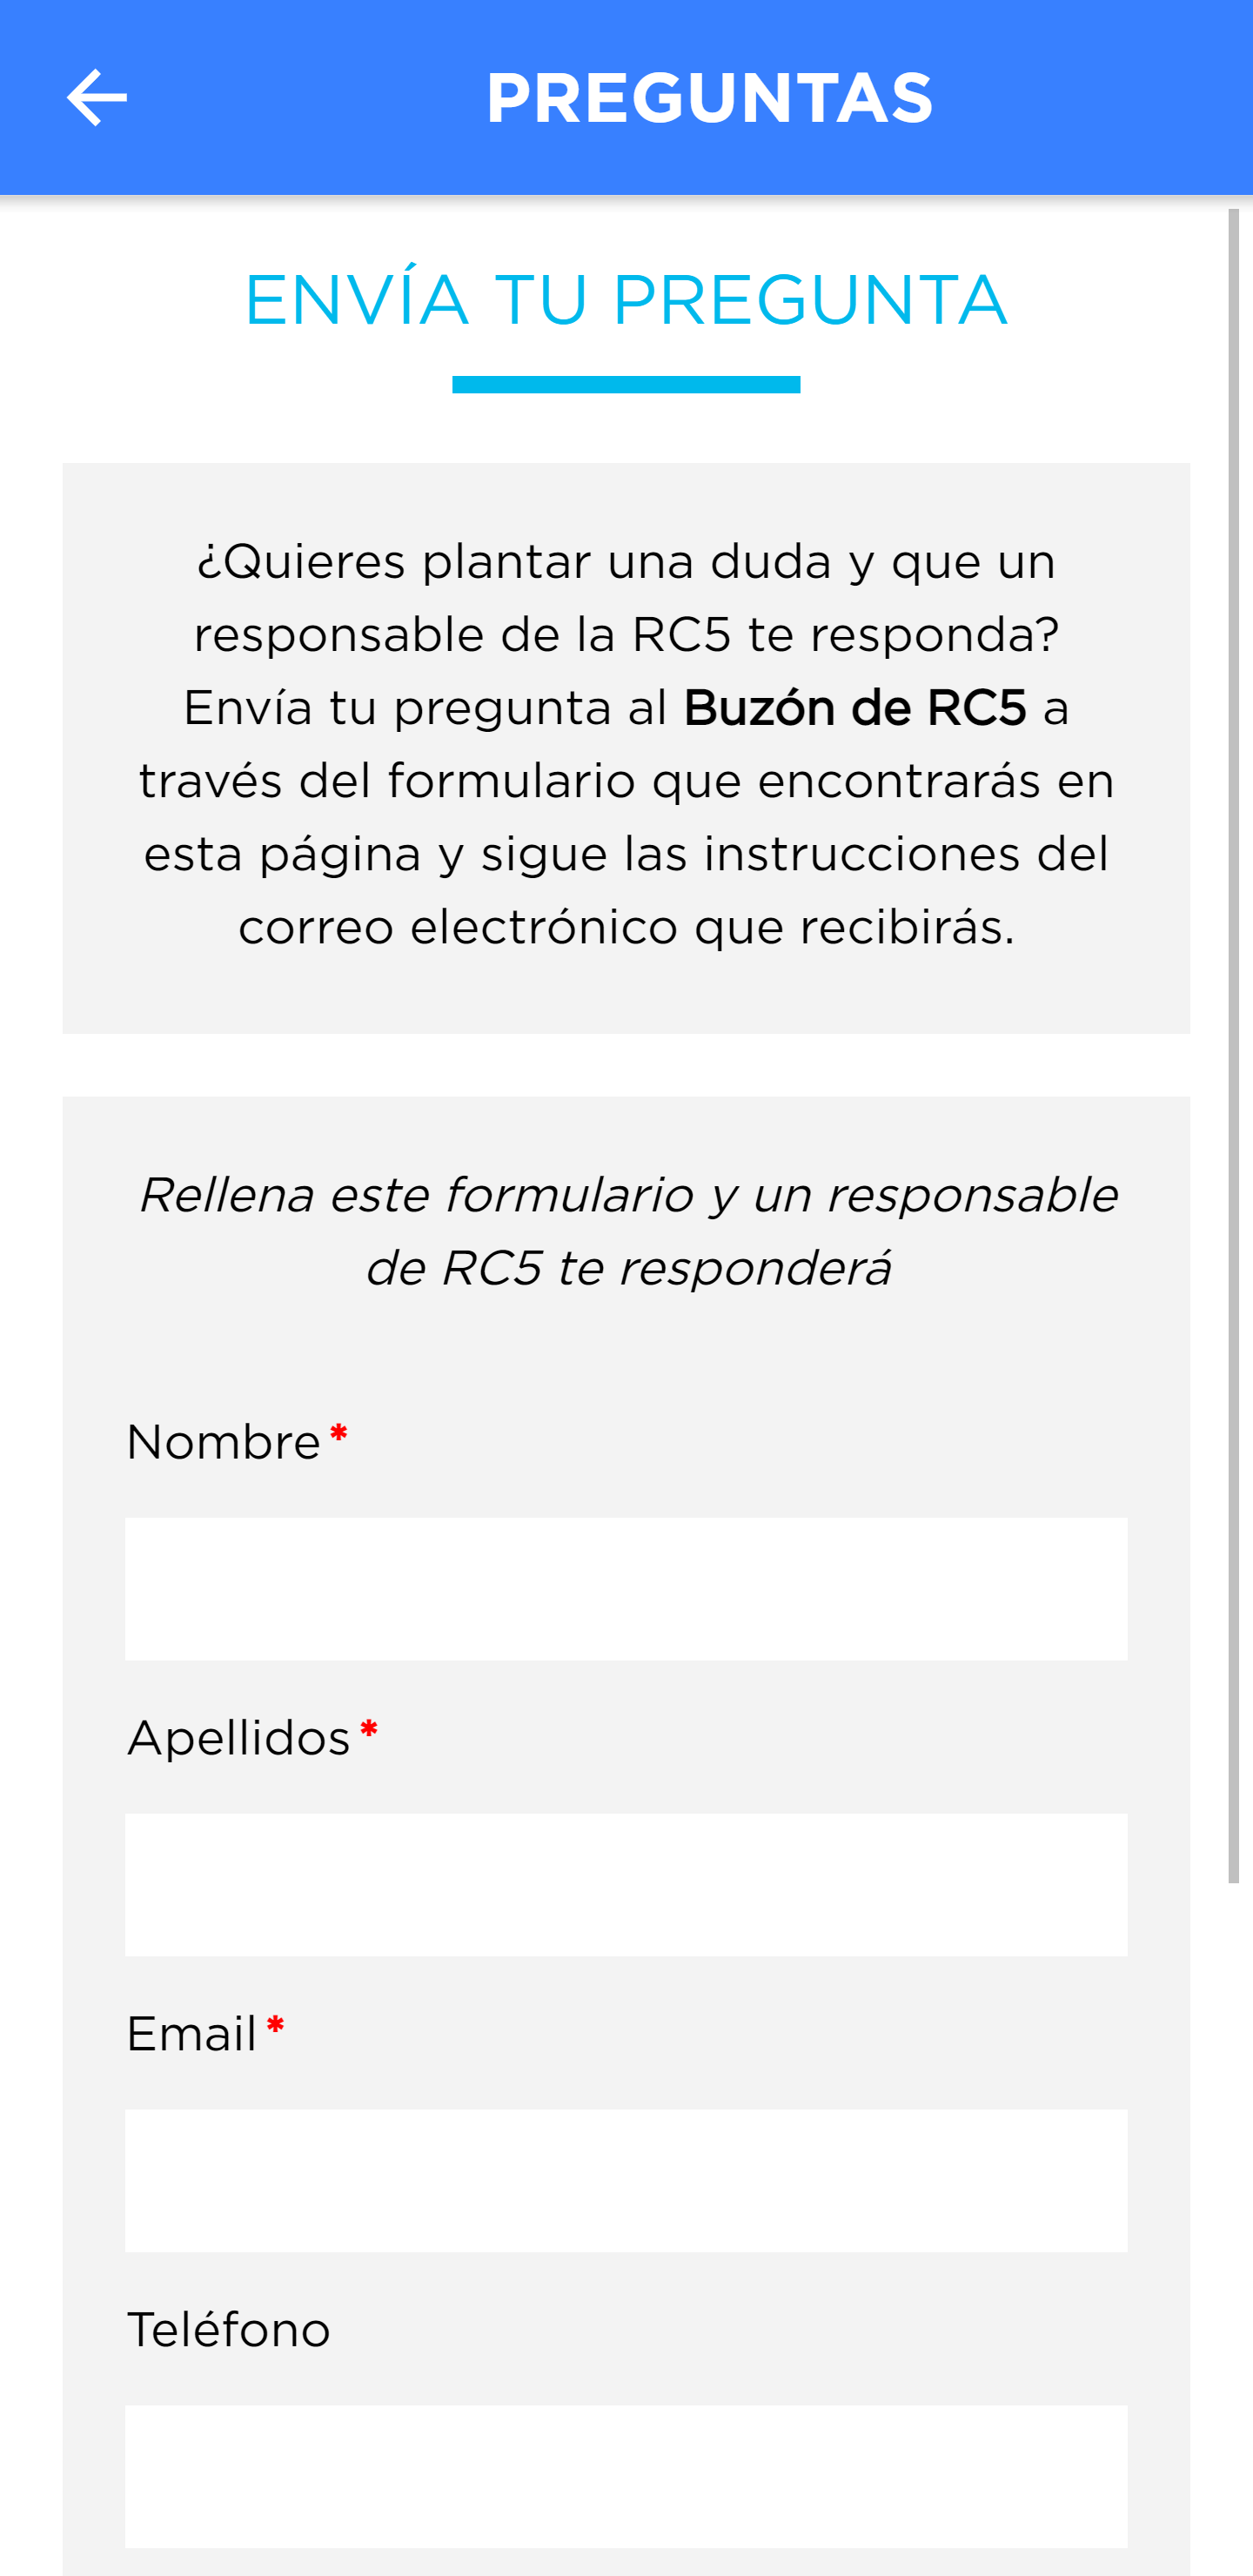 PREGUNTAS
ENVÍA TU PREGUNTA
¿Quieres plantar una duda y que un
responsable de la RC5 te responda?
Envía tu pregunta al Buzón de RC5 a
través del formulario que encontrarás en
esta página y sigue las instrucciones del
correo electrónico que recibirás.
Rellena este formulario y un responsable
de RC5 te responderá
Nombre *
Apellidos *
Email *
Teléfono